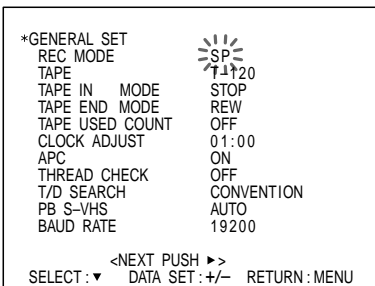 *GENERAL SET
REC MODE SP
TAPE T–120
TAPE IN MODE STOP
TAPE END MODE REW
TAPE USED COUNT OFF
CLOCK ADJUST 01:00
APC ON
THREAD CHECK OFF
T/D SEARCH CONVENTION
PB S–VHS AUTO
BAUD RATE 19200
<NEXT PUSH ►>
SELECT:▼ DATA SET:+/– RETURN:MENU